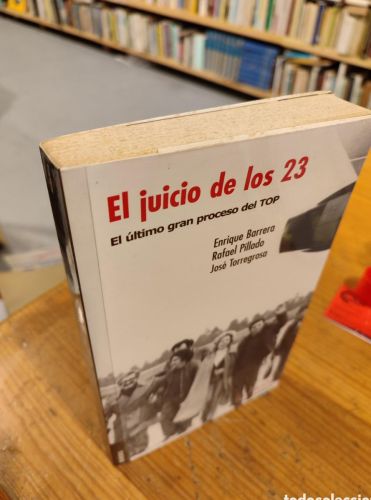 El juicio de los 23
El último gran proceso del TOP
Enrique Barrera
Rafael Pillado
José Torregrosa